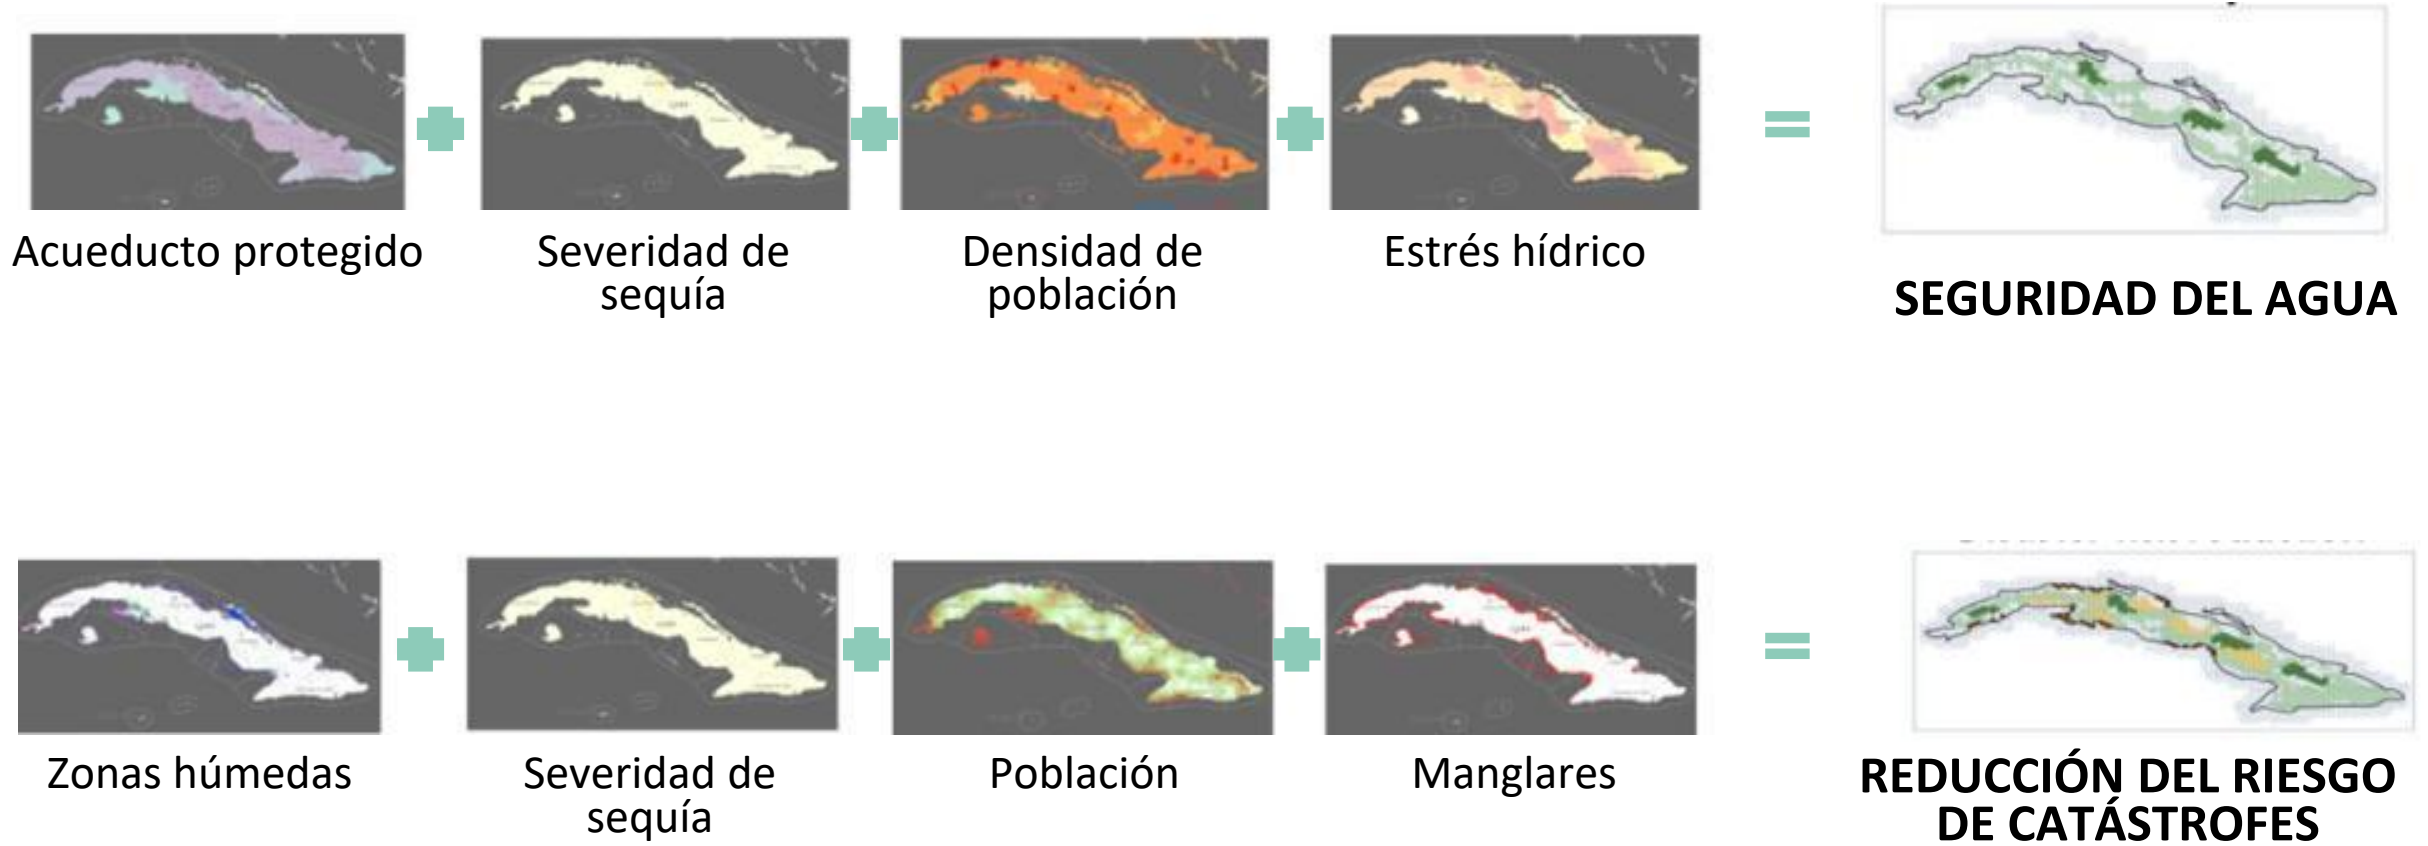 Acueducto protegido
Severidad de
sequía
Densidad de
población
Estrés hídrico
SEGURIDAD DEL AGUA
Zonas húmedas
Severidad de
sequía
Población
Manglares
REDUCCIÓN DEL RIESGO
DE CATÁSTROFES